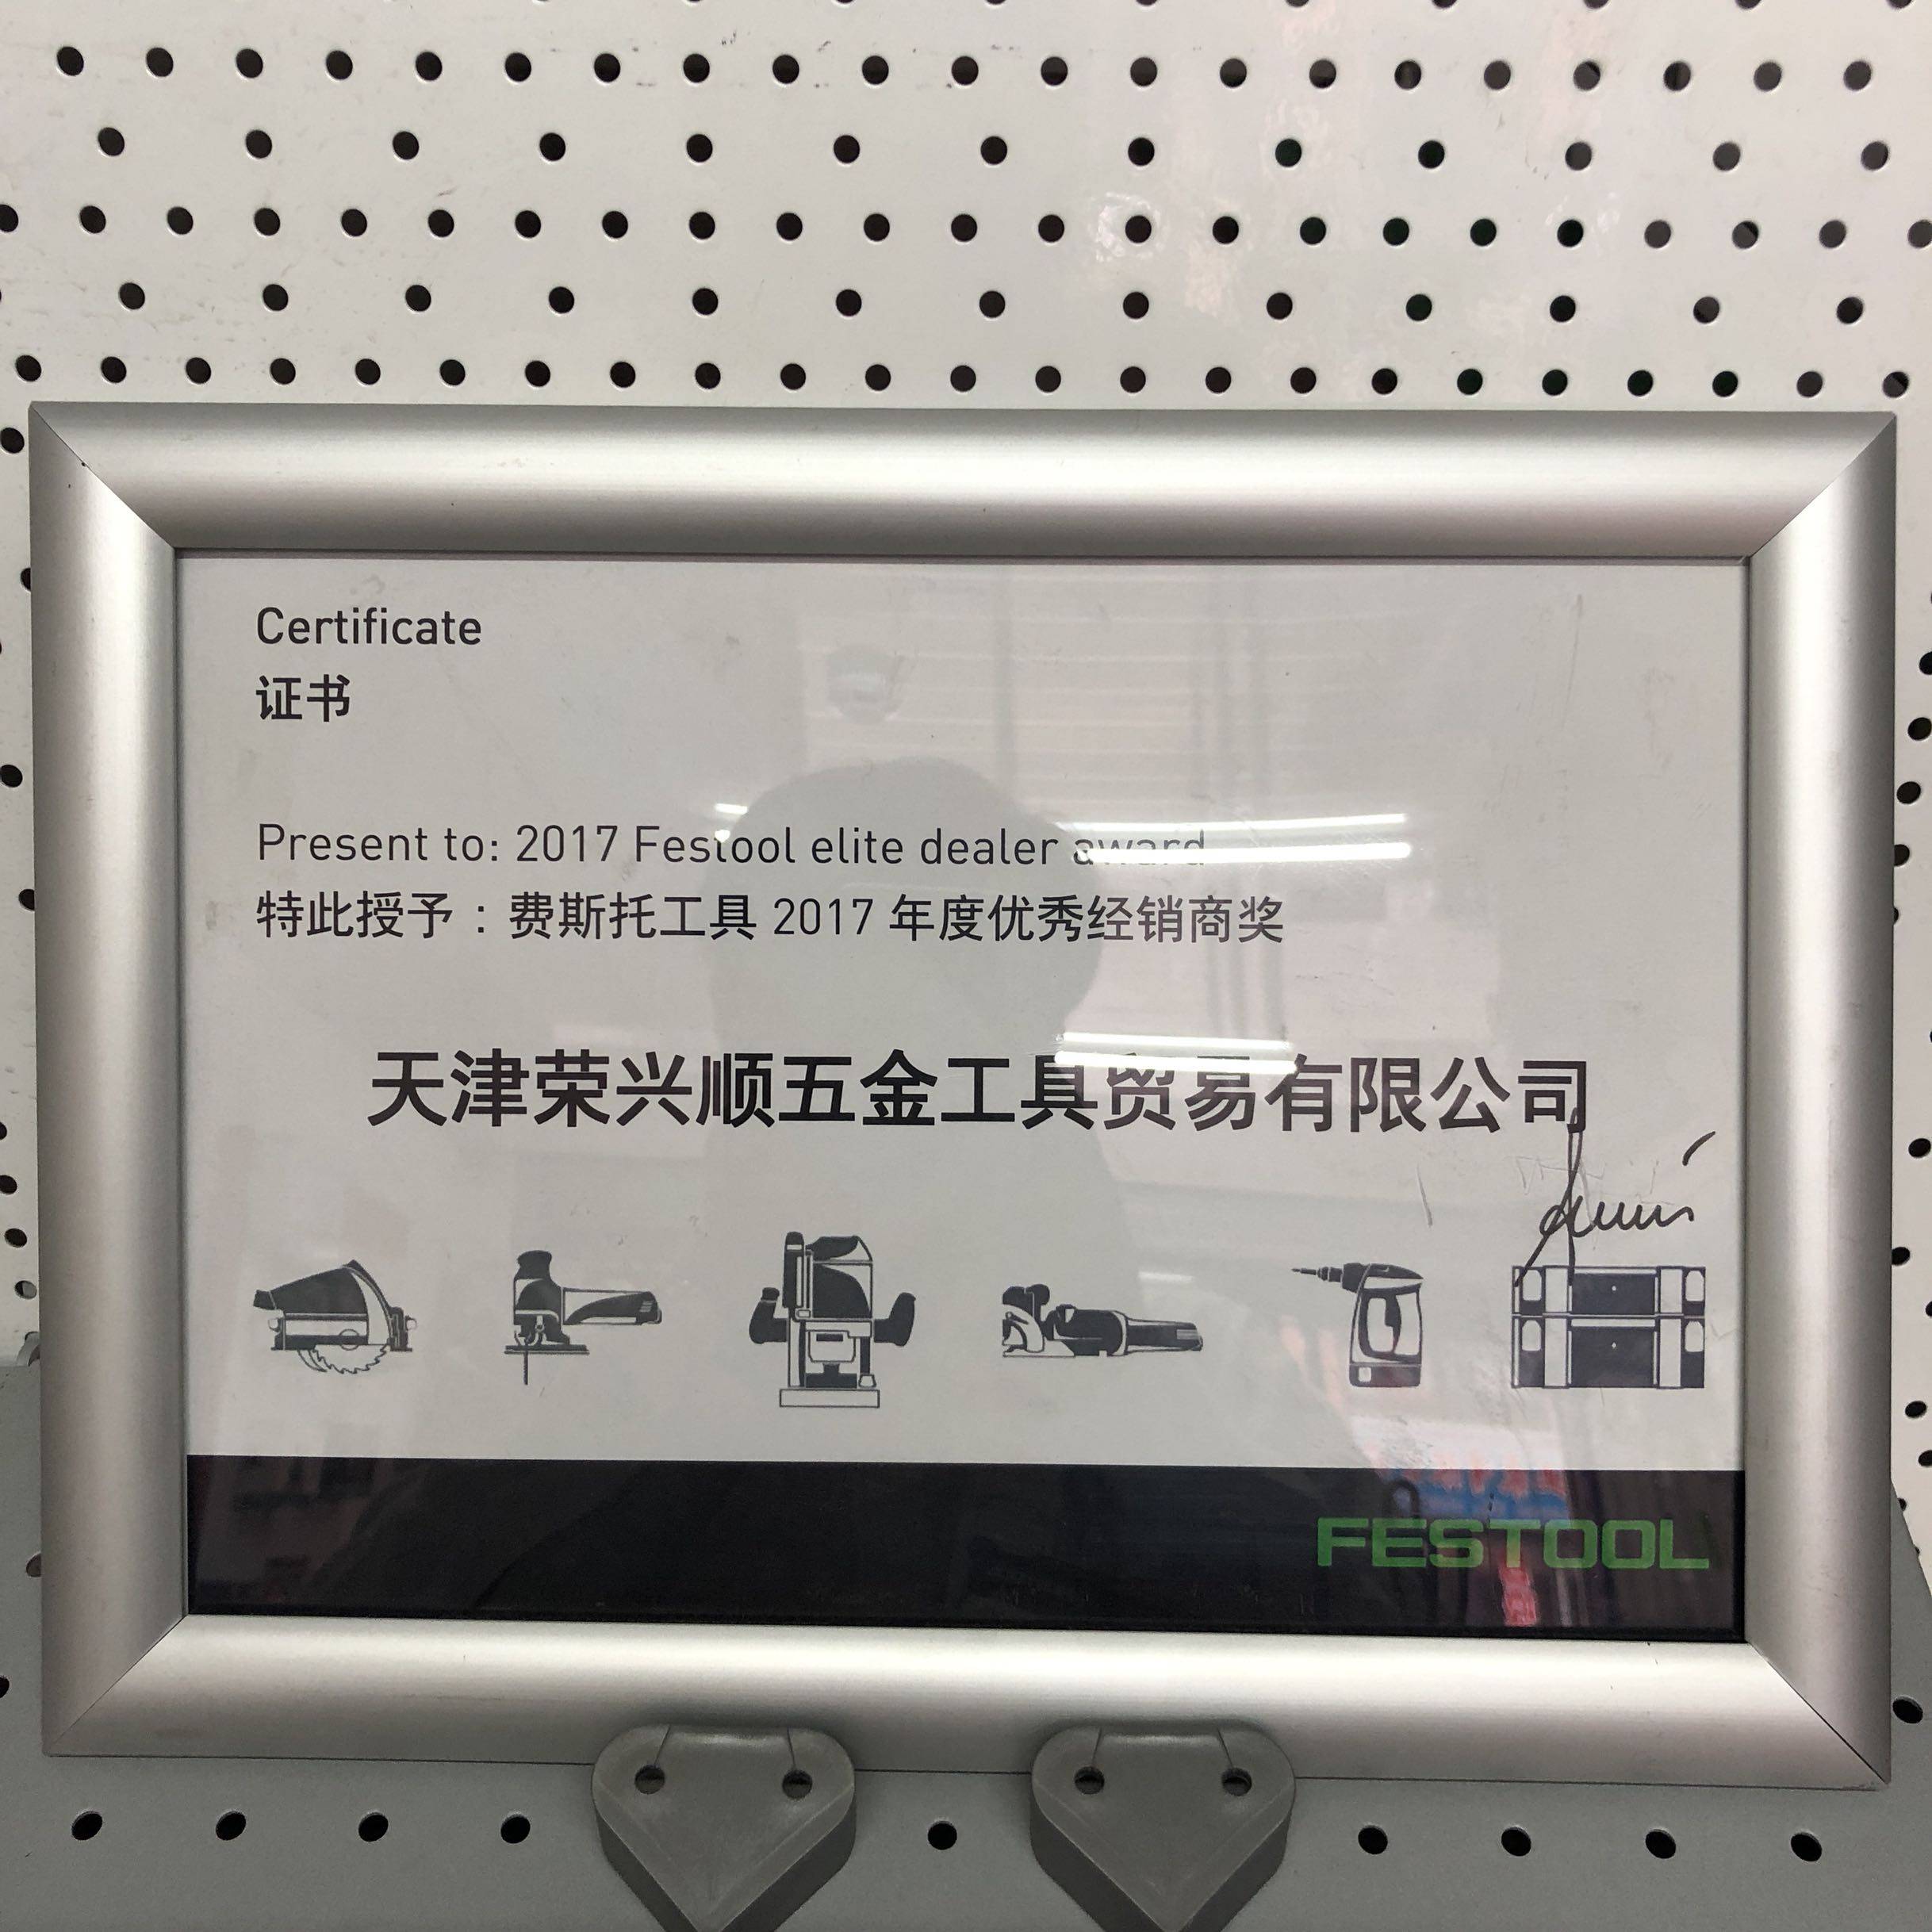 Certificate
证书
Present to: 2017 Festool elite dealer award
特此授予：费斯托工具 2017 年度优秀经销商奖
天津荣兴顺五金工具贸易有限公司
FESTOOL